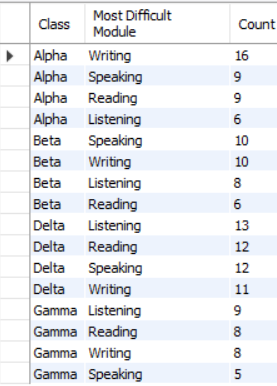 Class Most Difficult Module Count
Alpha Writing 16
Alpha Speaking 9
Alpha Reading 9
Alpha Listening 6
Beta Speaking 10
Beta Writing 10
Beta Listening 8
Beta Reading 6
Delta Listening 13
Delta Reading 12
Delta Speaking 12
Delta Writing 11
Gamma Listening 9
Gamma Reading 8
Gamma Writing 8
Gamma Speaking 5